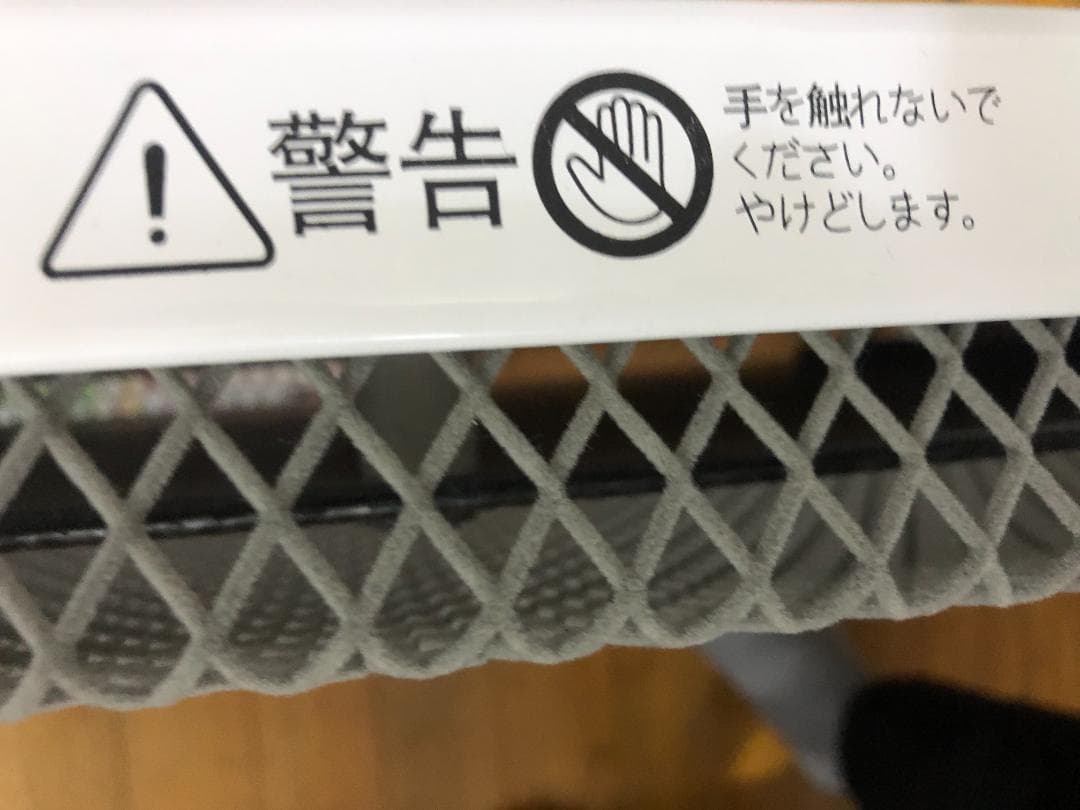 警告
手を触れないで
ください。
やけどします。